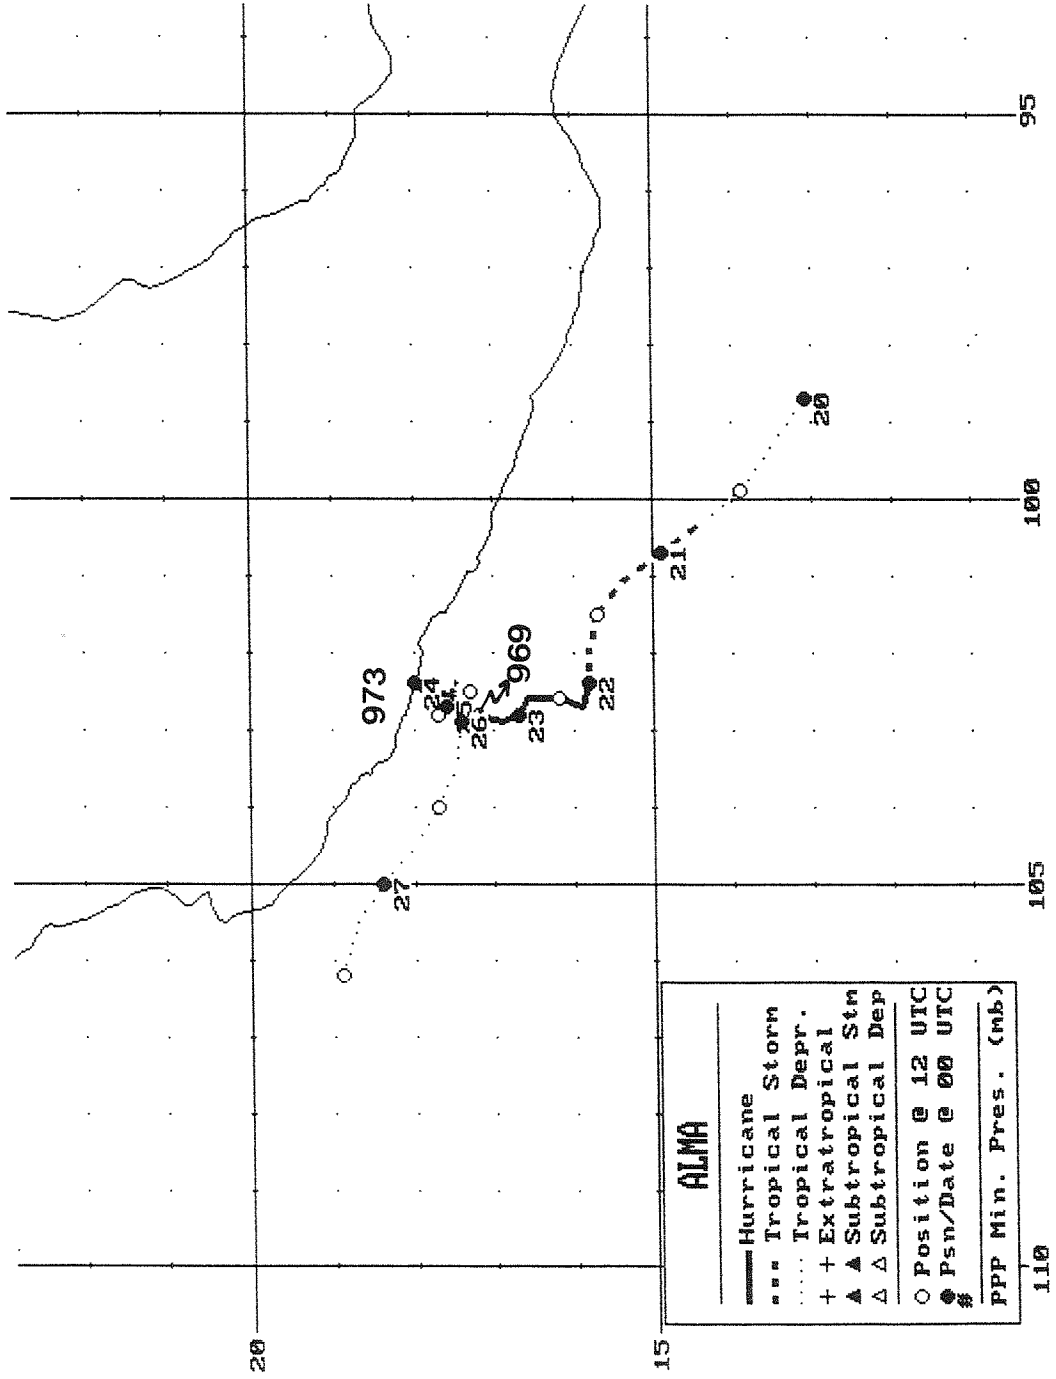 ALMA
Hurricane
Tropical Storm
Tropical Depr.
+ + Extratropical
▲ ▲ Subtropical Stm
△ △ Subtropical Dep
○ Position @ 12 UTC
● Psn/Date @ 00 UTC
#
PPP Min. Pres. (mb)
20
15
110
105
100
95
27
26
25
24
973
969
23
22
21
20